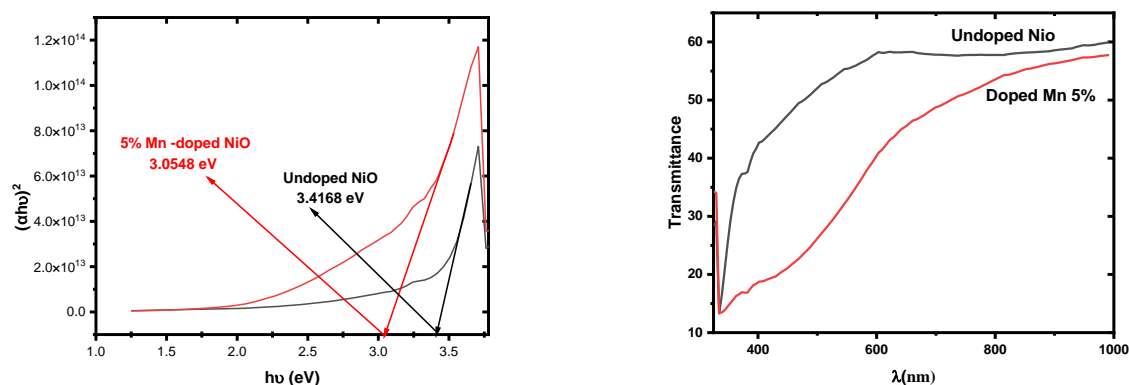 1.2×10¹⁴
1.0×10¹⁴
8.0×10¹³
6.0×10¹³
4.0×10¹³
2.0×10¹³
0.0
(αhυ)²
5% Mn -doped NiO
3.0548 eV
Undoped NiO
3.4168 eV
1.0 1.5 2.0 2.5 3.0 3.5
hυ (eV)
60
50
40
30
20
10
Transmittance
Undoped Nio
Doped Mn 5%
400 600 800 1000
λ(nm)